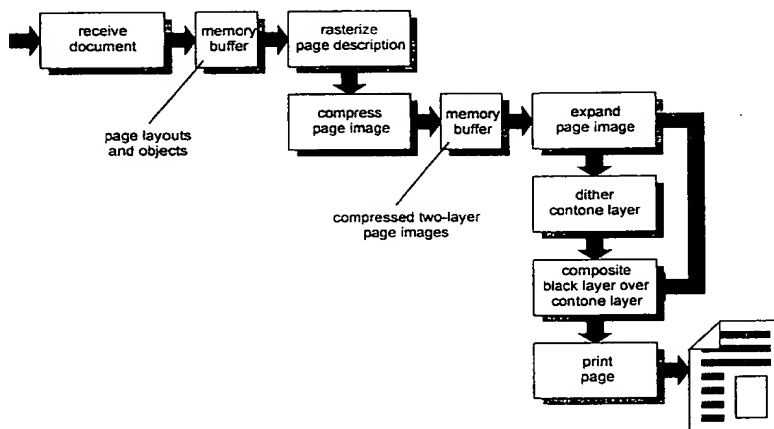 receive
document
memory
buffer
rasterize
page description
page layouts
and objects
compress
page image
memory
buffer
compressed two-layer
page images
expand
page image
dither
contone layer
composite
black layer over
contone layer
print
page